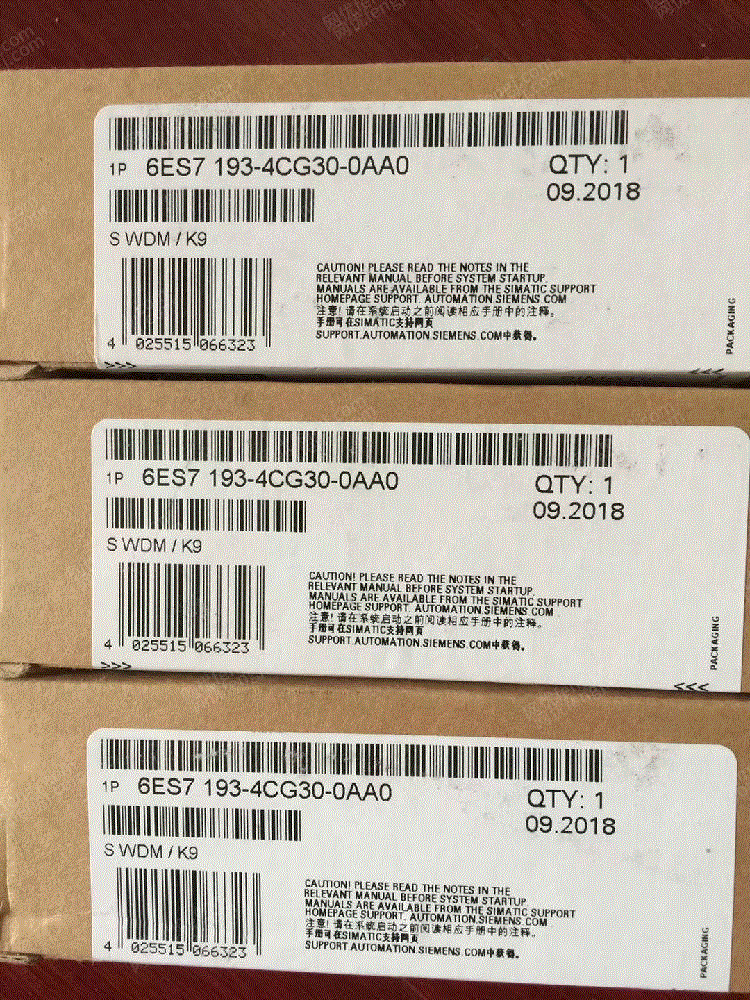 1P 6ES7 193-4CG30-0AA0
QTY: 1
09.2018
S WDM / K9
CAUTION! PLEASE READ THE NOTES IN THE
RELEVANT MANUAL BEFORE SYSTEM STARTUP.
MANUALS ARE AVAILABLE FROM THE SIMATIC SUPPORT
HOMEPAGE SUPPORT. AUTOMATION.SIEMENS.COM
注意! 请在系统启动之前阅读相应手册中的注释。
手册可在SIMATIC支持网页
SUPPORT.AUTOMATION.SIEMENS.COM中获得。
4 025515 066323
>>>
<<<
PACKAGING
1P 6ES7 193-4CG30-0AA0
QTY: 1
09.2018
S WDM / K9
CAUTION! PLEASE READ THE NOTES IN THE
RELEVANT MANUAL BEFORE SYSTEM STARTUP.
MANUALS ARE AVAILABLE FROM THE SIMATIC SUPPORT
HOMEPAGE SUPPORT. AUTOMATION.SIEMENS.COM
注意! 请在系统启动之前阅读相应手册中的注释。
手册可在SIMATIC支持网页
SUPPORT.AUTOMATION.SIEMENS.COM中获得。
4 025515 066323
>>>
<<<
PACKAGING
1P 6ES7 193-4CG30-0AA0
QTY: 1
09.2018
S WDM / K9
CAUTION! PLEASE READ THE NOTES IN THE
RELEVANT MANUAL BEFORE SYSTEM STARTUP.
MANUALS ARE AVAILABLE FROM THE SIMATIC SUPPORT
HOMEPAGE SUPPORT. AUTOMATION.SIEMENS.COM
注意! 请在系统启动之前阅读相应手册中的注释。
手册可在SIMATIC支持网页
SUPPORT.AUTOMATION.SIEMENS.COM中获得。
4 025515 066323
PACKAGING